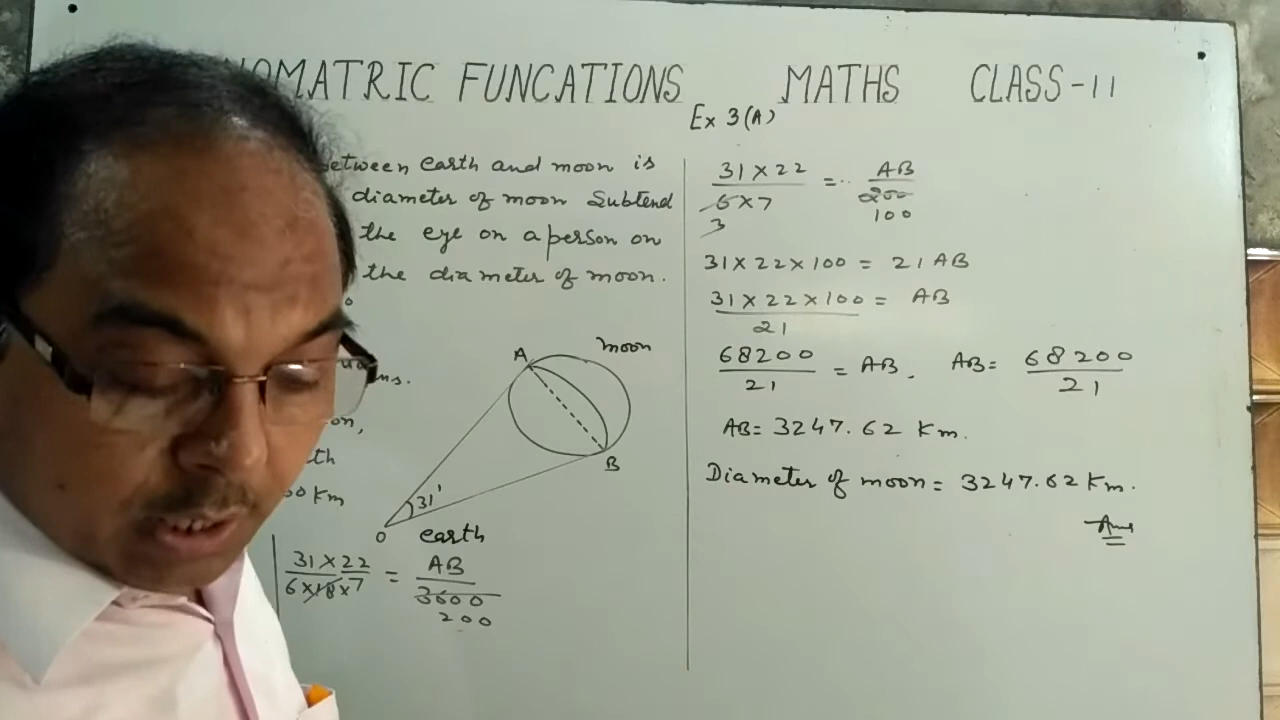 FUNCATIONS MATHS CLASS-11
Ex 3(A)
earth and moon is
diameter of moon Subtend
the eye on a person on
the diameter of moon.
moon
A
B
31'
O
earth
Km
31 × 22 / 6 × 18 × 7 = AB / 3600
200
31 × 22 / 6 × 7 = AB / 200
3
100
31 × 22 × 100 = 21 AB
31 × 22 × 100 / 21 = AB
68200 / 21 = AB. AB = 68200 / 21
AB = 3247.62 Km.
Diameter of moon = 3247.62 Km.
Ans